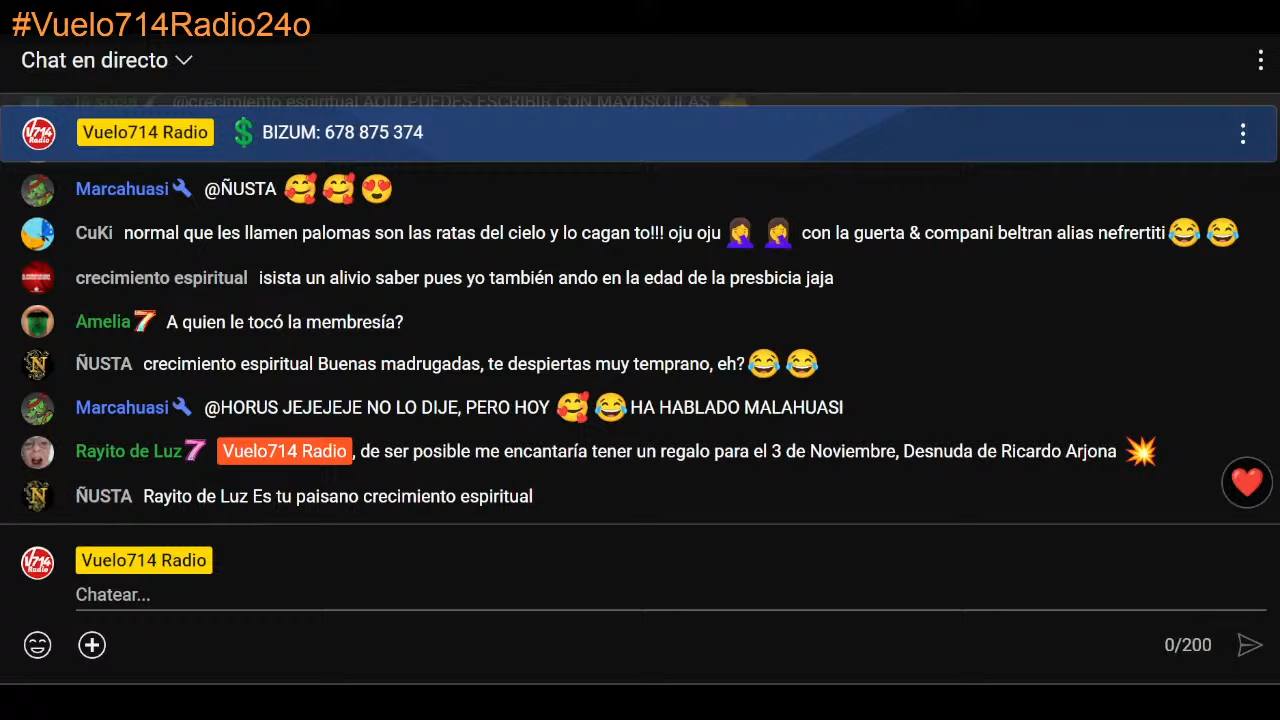 #Vuelo714Radio24o
Chat en directo
@crecimiento espiritual AQUI PUEDES ESCRIBIR CON MAYUSCULAS
V714 Radio
Vuelo714 Radio 💲 BIZUM: 678 875 374
Marcahuasi @ÑUSTA 🥰 🥰 😍
CuKi normal que les llamen palomas son las ratas del cielo y lo cagan to!!! oju oju 🤦‍♀️ 🤦‍♀️ con la guerta & compani beltran alias nefrertiti 😂 😂
crecimiento espiritual isista un alivio saber pues yo también ando en la edad de la presbicia jaja
Amelia 7 A quien le tocó la membresía?
N
ÑUSTA crecimiento espiritual Buenas madrugadas, te despiertas muy temprano, eh? 😂 😂
Marcahuasi @HORUS JEJEJEJE NO LO DIJE, PERO HOY 🥰 😂 HA HABLADO MALAHUASI
Rayito de Luz 7 Vuelo714 Radio, de ser posible me encantaría tener un regalo para el 3 de Noviembre, Desnuda de Ricardo Arjona 💥
N
ÑUSTA Rayito de Luz Es tu paisano crecimiento espiritual
V714 Radio
Vuelo714 Radio
Chatear...
0/200